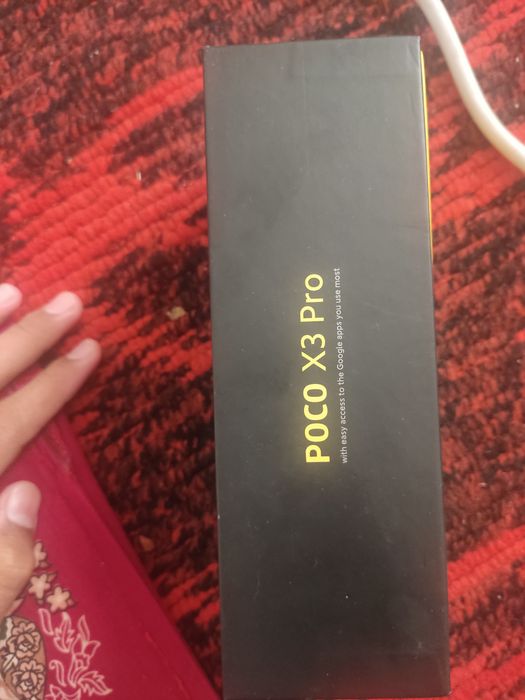 POCO X3 Pro
with easy access to the Google apps you use most